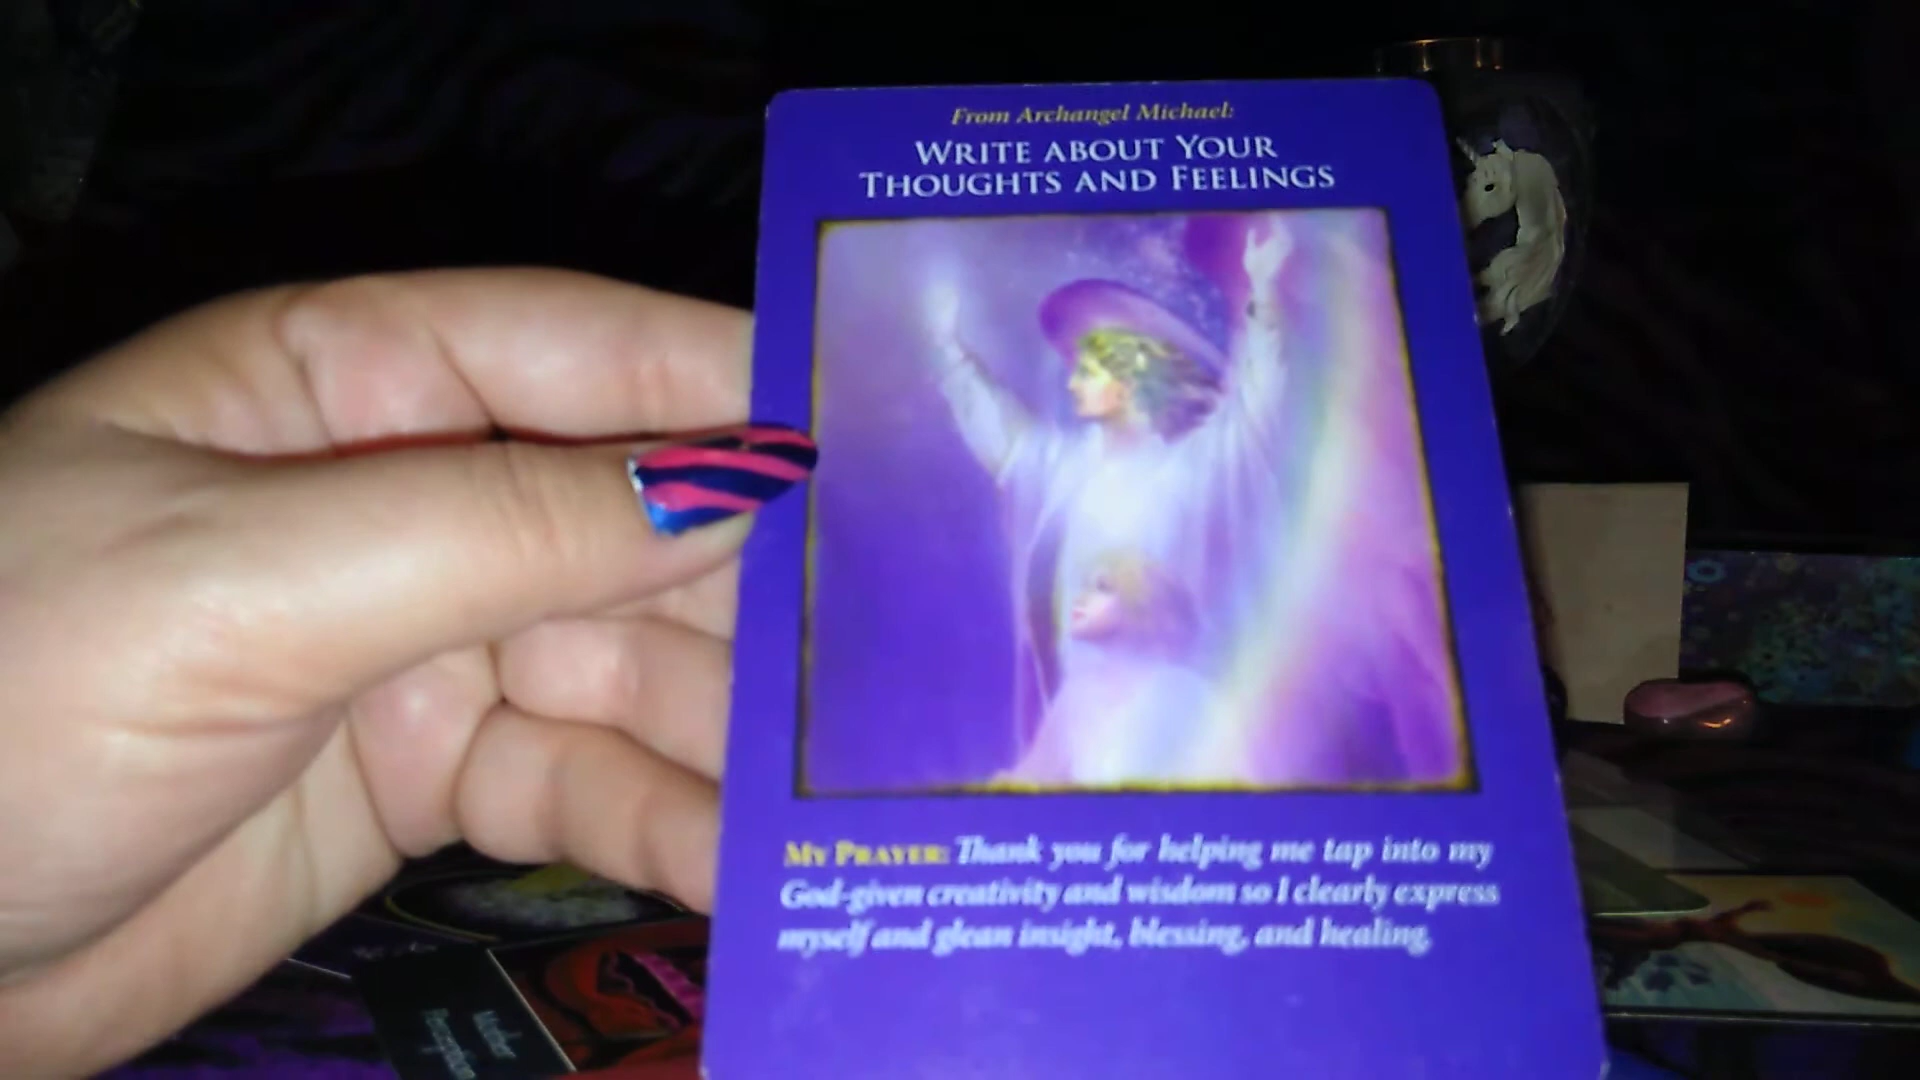 From Archangel Michael:
WRITE ABOUT YOUR
THOUGHTS AND FEELINGS
MY PRAYER: Thank you for helping me tap into my
God-given creativity and wisdom so I clearly express
myself and glean insight, blessing, and healing.